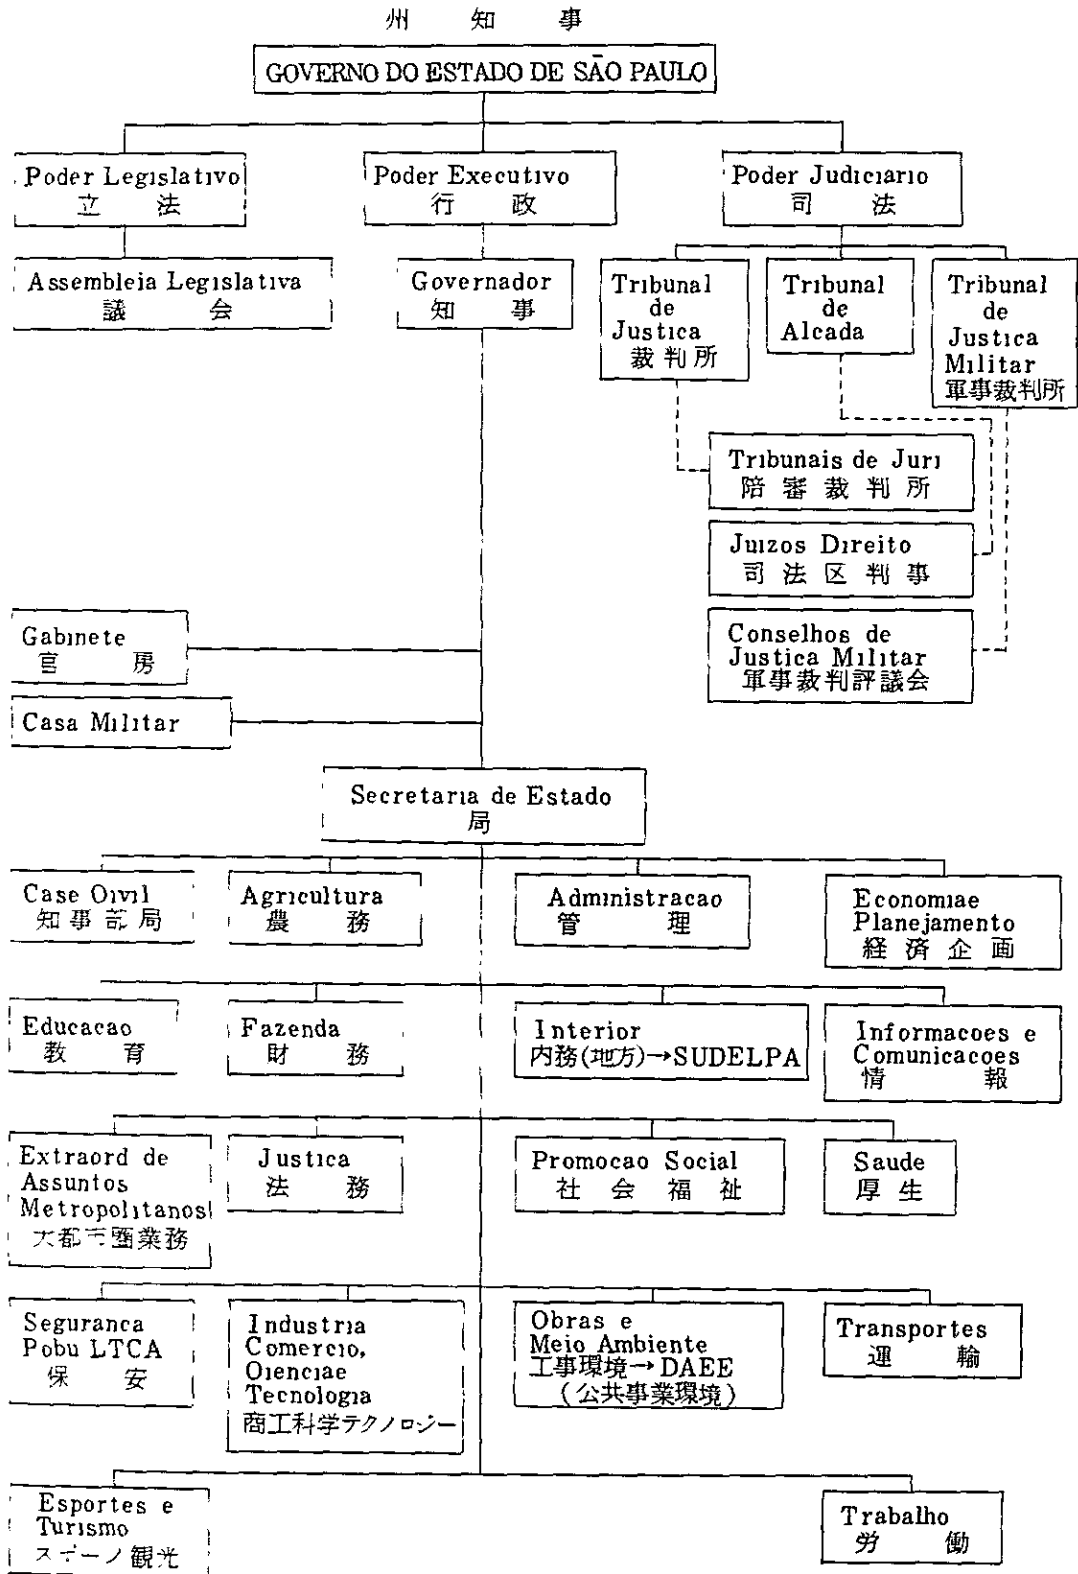 州 知 事
GOVERNO DO ESTADO DE SÃO PAULO
Poder Legislativo
立 法
Poder Executivo
行 政
Poder Judiciario
司 法
Assembleia Legislativa
議 会
Governador
知 事
Tribunal
de
Justica
裁判所
Tribunal
de
Alcada
Tribunal
de
Justica
Militar
軍事裁判所
Tribunais de Juri
陪審裁判所
Juizos Direito
司法区判事
Conselhos de
Justica Militar
軍事裁判評議会
Gabinete
官 房
Casa Militar
Secretaria de Estado
局
Case Oivil
知事部局
Agricultura
農 務
Administracao
管 理
Economiae
Planejamento
経済企画
Educacao
教 育
Fazenda
財 務
Interior
内務(地方)→SUDELPA
Informacoes e
Comunicacoes
情 報
Extraord de
Assuntos
Metropolitanos
大都市圏業務
Justica
法 務
Promocao Social
社会福祉
Saude
厚生
Seguranca
Pobu LTCA
保 安
Industria
Comercio,
Oienciae
Tecnologia
商工科学テクノロジー
Obras e
Meio Ambiente
工事環境→DAEE
(公共事業環境)
Transportes
運 輸
Esportes e
Turismo
観光
Trabalho
労 働